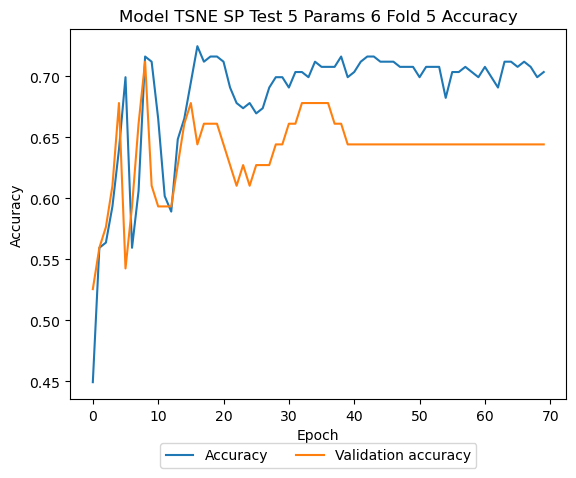 Model TSNE SP Test 5 Params 6 Fold 5 Accuracy
0.70
0.65
0.60
0.55
0.50
0.45
Accuracy
0 10 20 30 40 50 60 70
Epoch
Accuracy Validation accuracy